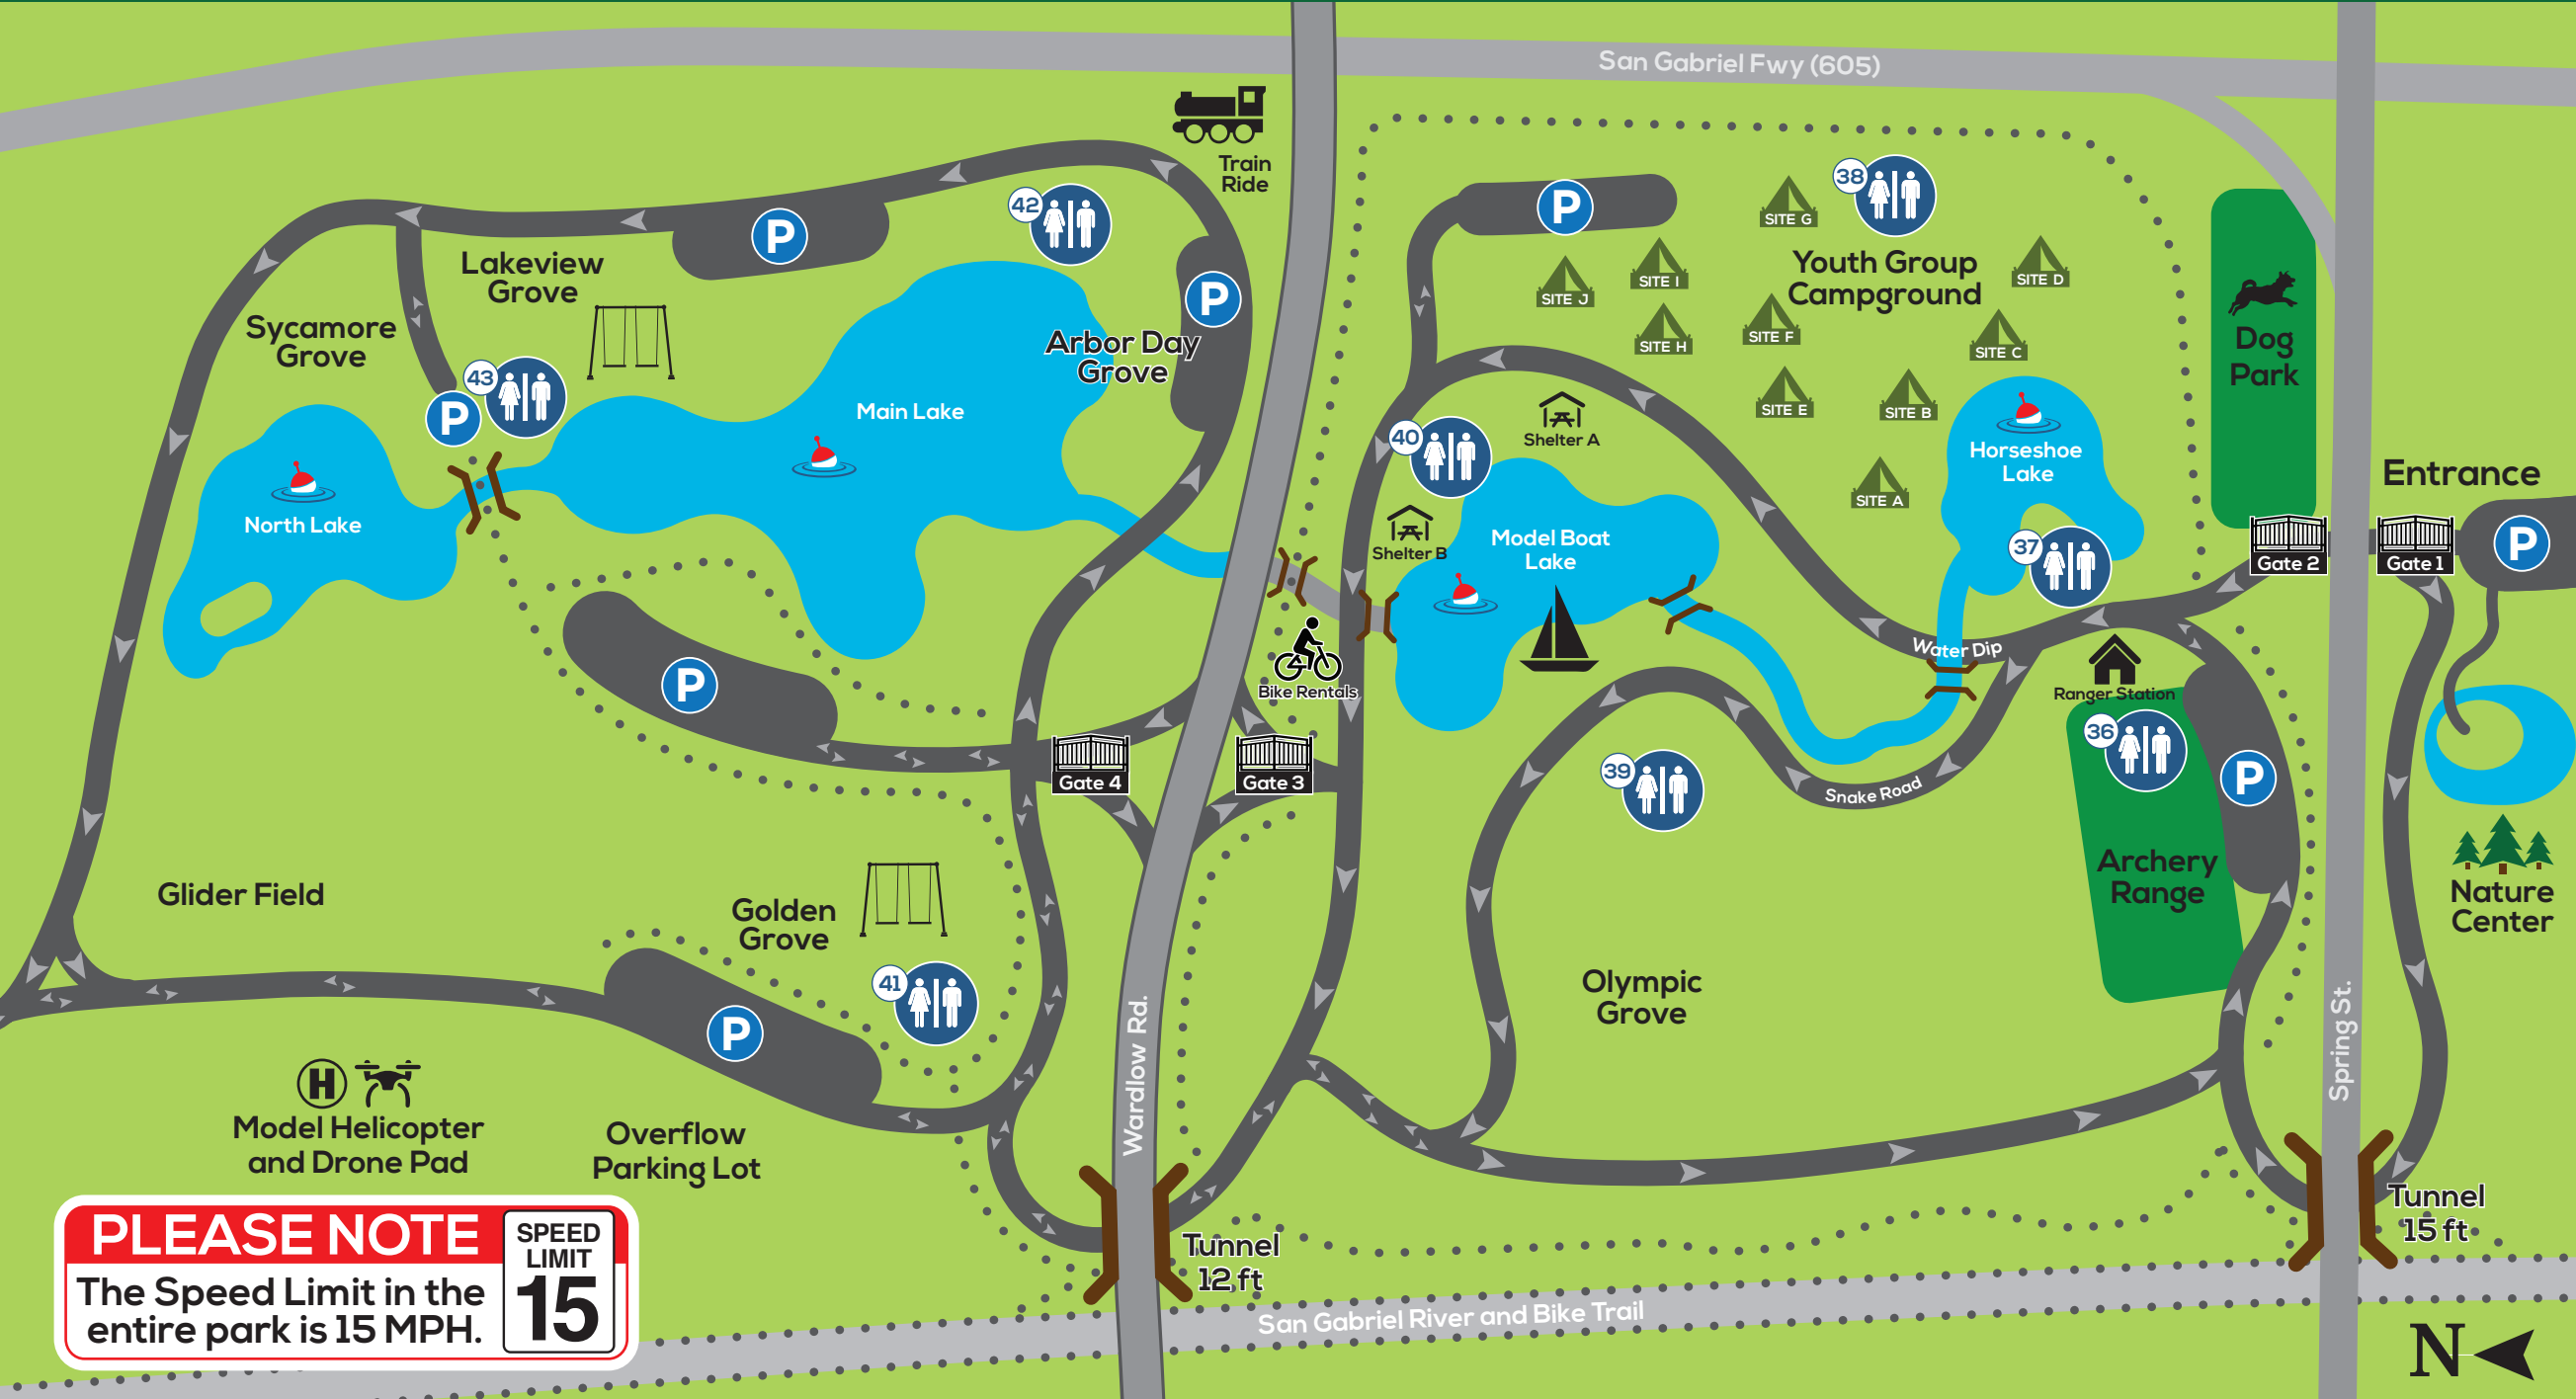 San Gabriel Fwy (605)
Train
Ride
42
P
P
Lakeview
Grove
Sycamore
Grove
43
P
Main Lake
Arbor Day
Grove
North Lake
P
P
38
SITE G
Youth Group
Campground
SITE D
SITE I
SITE J
SITE H
SITE F
SITE C
SITE E
SITE B
SITE A
Dog
Park
40
Shelter A
Shelter B
Model Boat
Lake
Horseshoe
Lake
37
Entrance
Gate 2
Gate 1
P
Bike Rentals
Water Dip
Ranger Station
36
P
Gate 4
Gate 3
39
Snake Road
Archery
Range
Nature
Center
Glider Field
Golden
Grove
41
P
Olympic
Grove
Wardlow Rd.
Spring St.
H
Model Helicopter
and Drone Pad
Overflow
Parking Lot
Tunnel
12 ft
Tunnel
15 ft
San Gabriel River and Bike Trail
PLEASE NOTE
The Speed Limit in the
entire park is 15 MPH.
SPEED
LIMIT
15
N